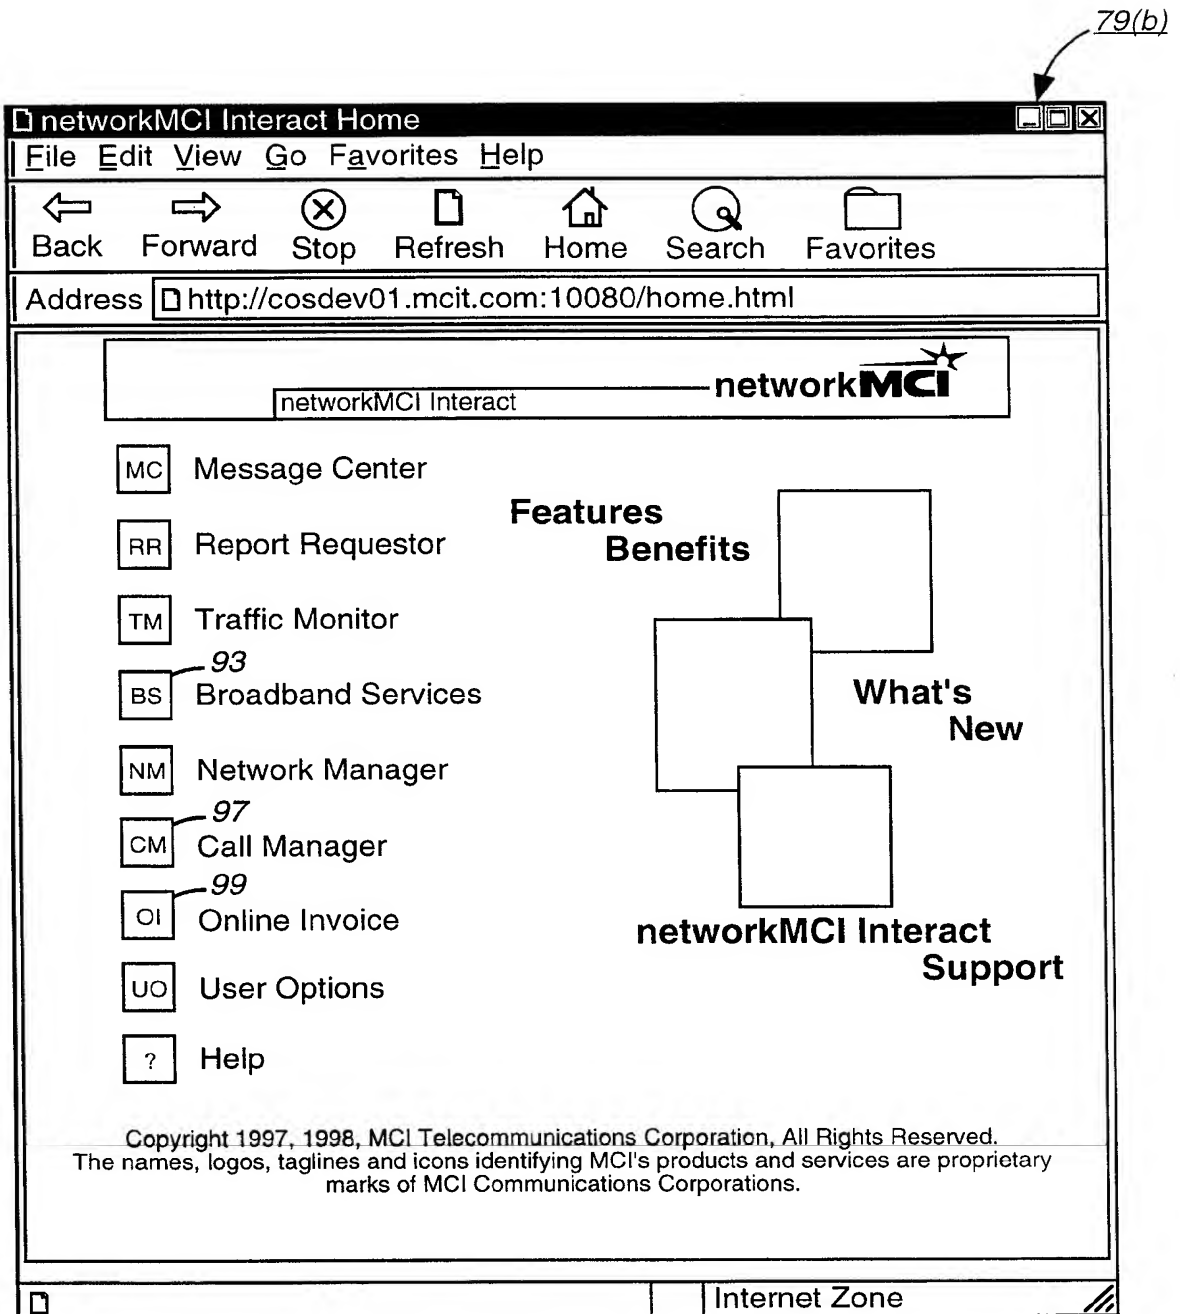 79(b)
networkMCI Interact Home
File Edit View Go Favorites Help
Back Forward Stop Refresh Home Search Favorites
Address http://cosdev01.mcit.com:10080/home.html
networkMCI
networkMCI Interact
MC Message Center
Features
Benefits
RR Report Requestor
TM Traffic Monitor
93
BS Broadband Services
What's
New
NM Network Manager
97
CM Call Manager
99
OI Online Invoice
networkMCI Interact
Support
UO User Options
? Help
Copyright 1997, 1998, MCI Telecommunications Corporation, All Rights Reserved.
The names, logos, taglines and icons identifying MCI's products and services are proprietary
marks of MCI Communications Corporations.
Internet Zone